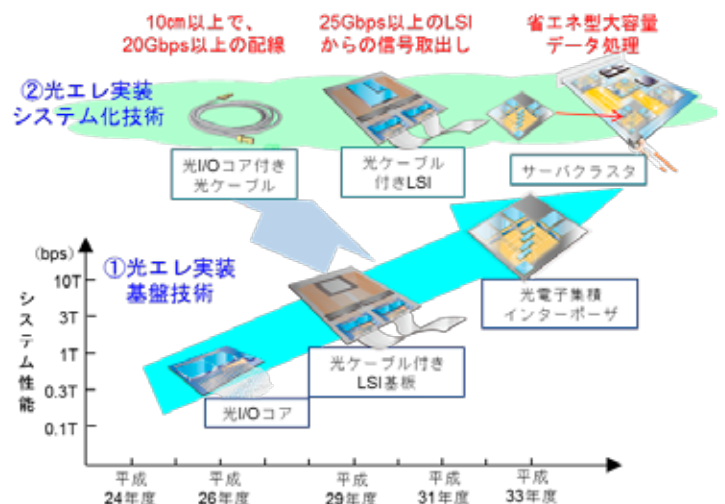 10㎝以上で、
20Gbps以上の配線
25Gbps以上のLSI
からの信号取出し
省エネ型大容量
データ処理
②光エレ実装
システム化技術
光I/Oコア付き
光ケーブル
光ケーブル
付きLSI
サーバクラスタ
(bps)
①光エレ実装
基盤技術
システム性能
10T
3T
1T
0.3T
0.1T
光電子集積
インターポーザ
光ケーブル付き
LSI基板
光I/Oコア
平成
24年度
平成
26年度
平成
29年度
平成
31年度
平成
33年度